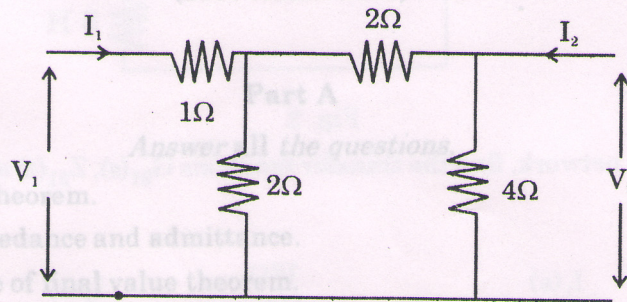 I₁
2Ω
I₂
1Ω
Part A
Answer all the questions.
V₁
2Ω
4Ω
V
theorem.
edance and admittance.
e of final value theorem.